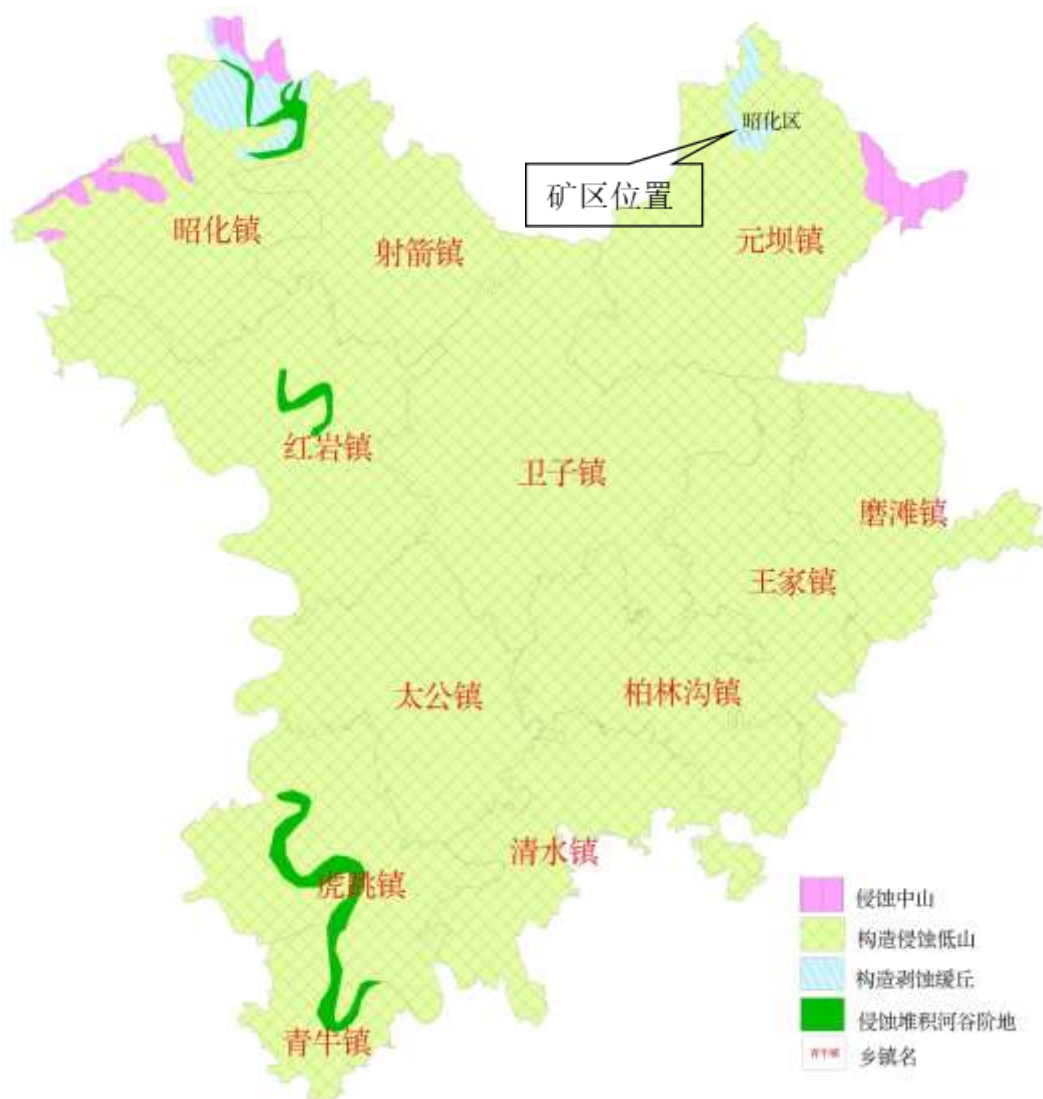 昭化区
矿区位置
昭化镇
射箭镇
元坝镇
红岩镇
卫子镇
磨滩镇
王家镇
太公镇
柏林沟镇
清水镇
虎跳镇
青牛镇
侵蚀中山
构造侵蚀低山
构造剥蚀缓丘
侵蚀堆积河谷阶地
青牛镇 乡镇名